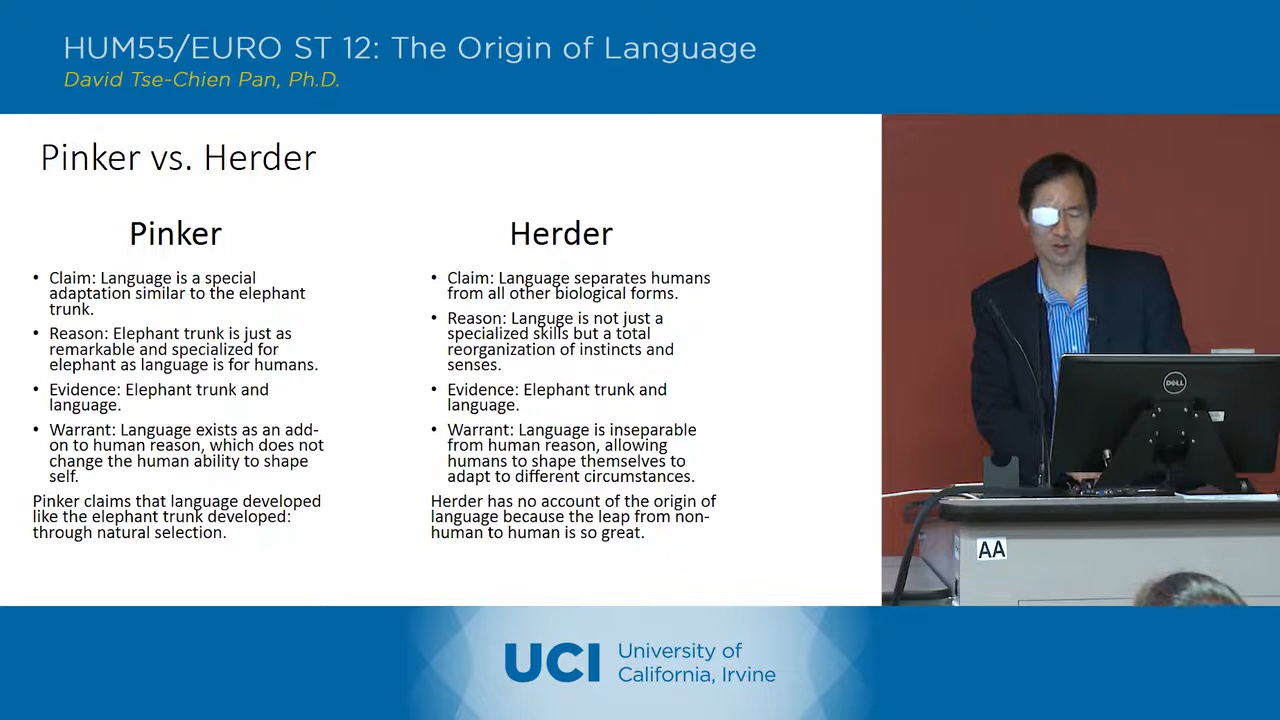 HUM55/EURO ST 12: The Origin of Language
David Tse-Chien Pan, Ph.D.
Pinker vs. Herder
Pinker
• Claim: Language is a special
adaptation similar to the elephant
trunk.
• Reason: Elephant trunk is just as
remarkable and specialized for
elephant as language is for humans.
• Evidence: Elephant trunk and
language.
• Warrant: Language exists as an add-
on to human reason, which does not
change the human ability to shape
self.
Pinker claims that language developed
like the elephant trunk developed:
through natural selection.
Herder
• Claim: Language separates humans
from all other biological forms.
• Reason: Languge is not just a
specialized skills but a total
reorganization of instincts and
senses.
• Evidence: Elephant trunk and
language.
• Warrant: Language is inseparable
from human reason, allowing
humans to shape themselves to
adapt to different circumstances.
Herder has no account of the origin of
language because the leap from non-
human to human is so great.
DELL
AA
UCI
University of
California, Irvine